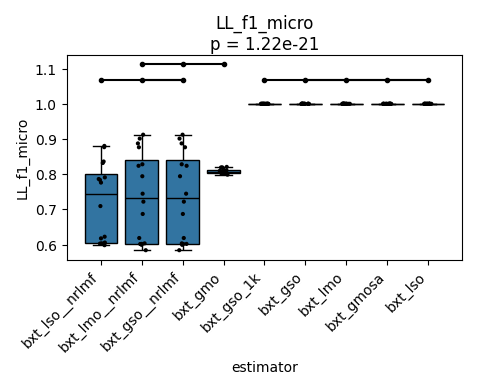 LL_f1_micro
p = 1.22e-21
LL_f1_micro
1.1
1.0
0.9
0.8
0.7
0.6
bxt_lso__nrlmf
bxt_lmo__nrlmf
bxt_gso__nrlmf
bxt_gmo
bxt_gso_1k
bxt_gso
bxt_lmo
bxt_gmosa
bxt_lso
estimator